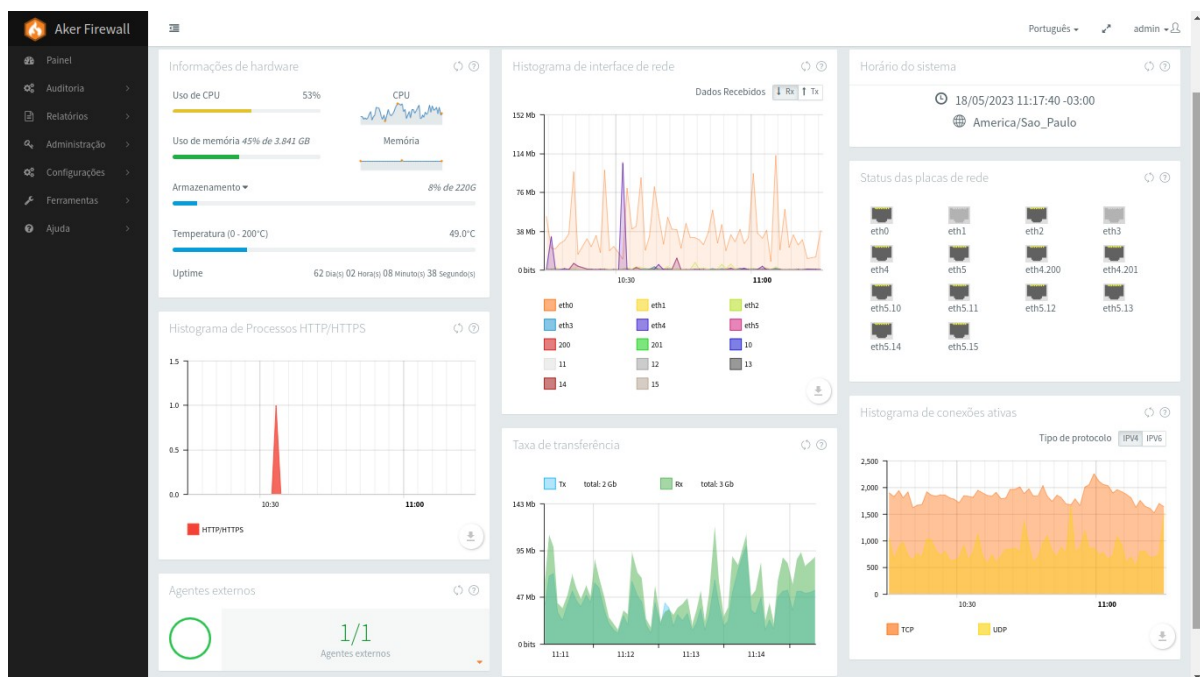 Aker Firewall
Português
admin
Painel
Auditoria
Relatórios
Administração
Configurações
Ferramentas
Ajuda
Informações de hardware
Uso de CPU 53%
CPU
Uso de memória 45% de 3.841 GB
Memória
Armazenamento 8% de 220G
Temperatura (0 - 200°C) 49.0°C
Uptime 62 Dia(s) 02 Hora(s) 08 Minuto(s) 38 Segundo(s)
Histograma de Processos HTTP/HTTPS
1.5
1.0
0.5
0.0
10:30 11:00
HTTP/HTTPS
Agentes externos
1/1
Agentes externos
Histograma de interface de rede
Dados Recebidos Rx Tx
152 Mb
114 Mb
76 Mb
38 Mb
0 bits
10:30 11:00
eth0 eth1 eth2
eth3 eth4 eth5
200 201 10
11 12 13
14 15
Taxa de transferência
Tx total: 2 Gb Rx total: 3 Gb
143 Mb
95 Mb
47 Mb
0 bits
11:11 11:12 11:13 11:14
Horário do sistema
18/05/2023 11:17:40 -03:00
America/Sao_Paulo
Status das placas de rede
eth0 eth1 eth2 eth3
eth4 eth5 eth4.200 eth4.201
eth5.10 eth5.11 eth5.12 eth5.13
eth5.14 eth5.15
Histograma de conexões ativas
Tipo de protocolo IPV4 IPV6
2,500
2,000
1,500
1,000
500
0
10:30 11:00
TCP UDP